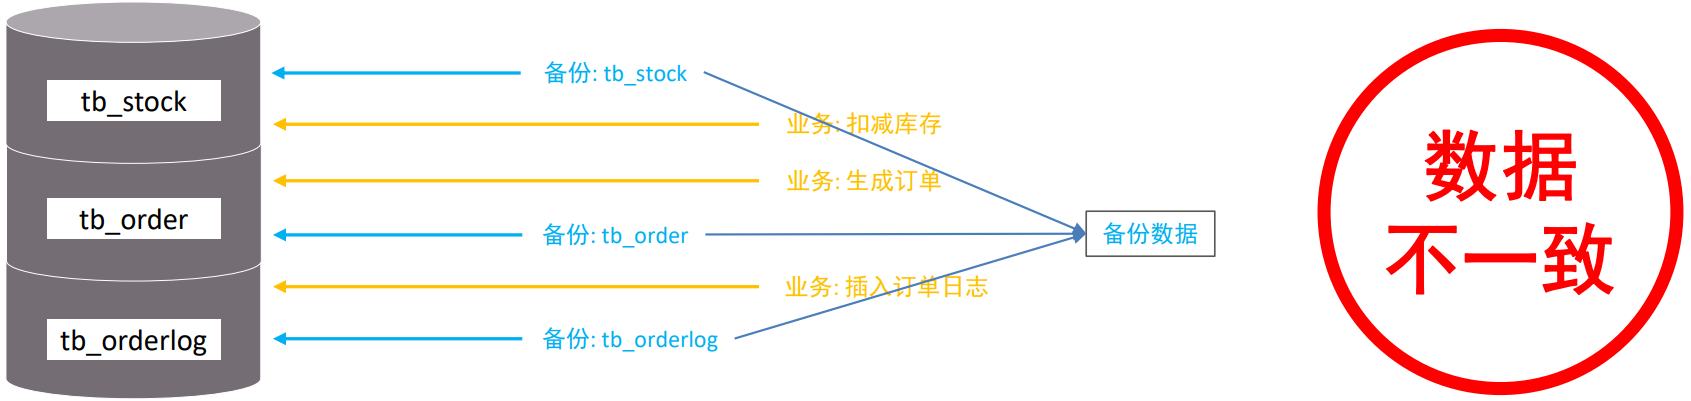 tb_stock
tb_order
tb_orderlog
备份: tb_stock
业务: 扣减库存
业务: 生成订单
备份: tb_order
业务: 插入订单日志
备份: tb_orderlog
备份数据
数据
不一致